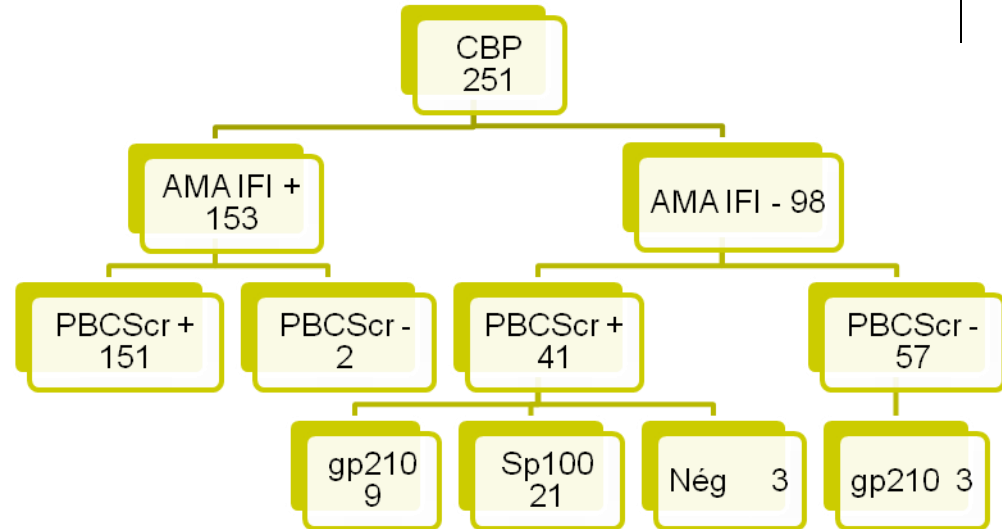 CBP
251
AMA IFI +
153
AMA IFI - 98
PBCScr +
151
PBCScr -
2
PBCScr +
41
PBCScr -
57
gp210
9
Sp100
21
Nég 3
gp210 3